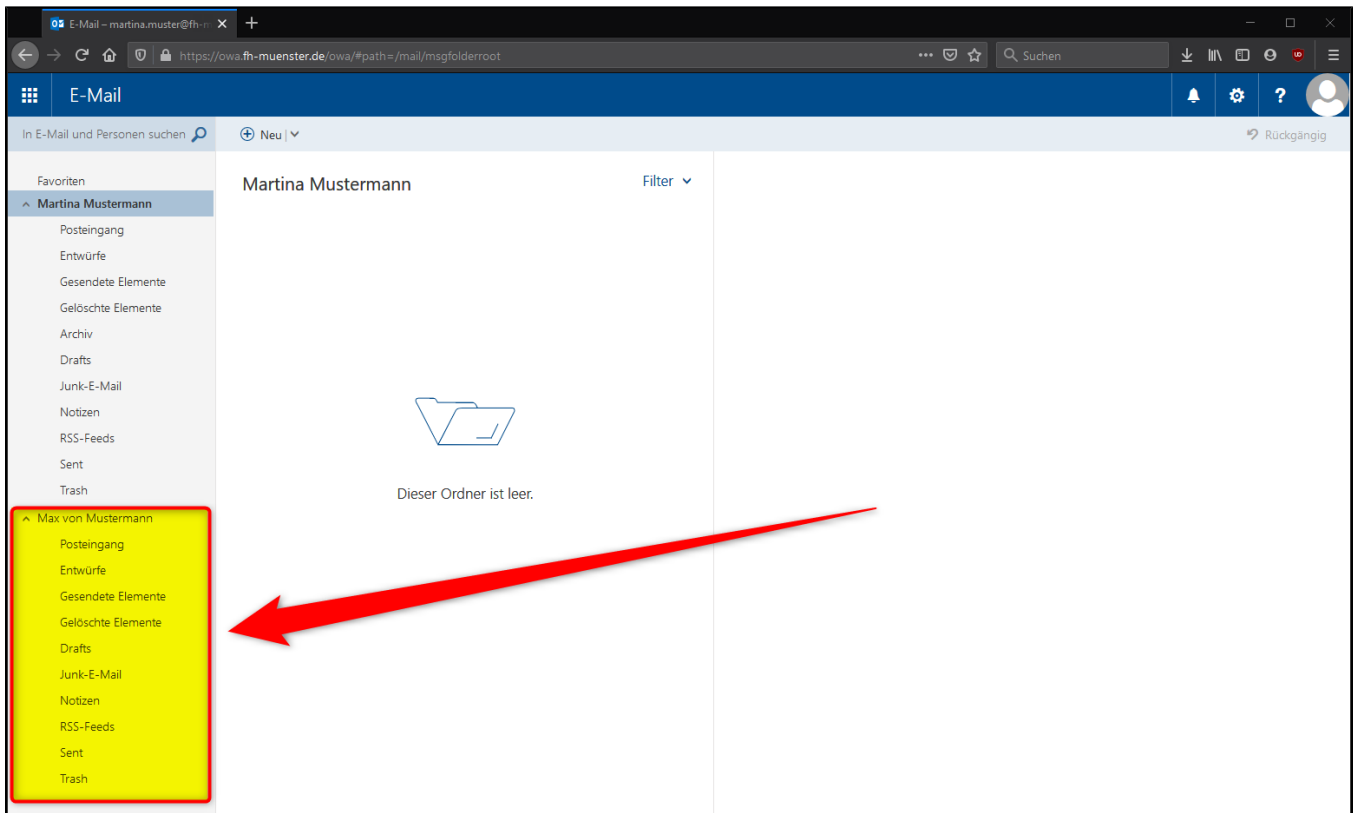 E-Mail – martina.muster@fh-m
https://owa.fh-muenster.de/owa/#path=/mail/msgfolderroot
Suchen
E-Mail
?
In E-Mail und Personen suchen
Neu
Rückgängig
Favoriten
Martina Mustermann
Posteingang
Entwürfe
Gesendete Elemente
Gelöschte Elemente
Archiv
Drafts
Junk-E-Mail
Notizen
RSS-Feeds
Sent
Trash
Max von Mustermann
Posteingang
Entwürfe
Gesendete Elemente
Gelöschte Elemente
Drafts
Junk-E-Mail
Notizen
RSS-Feeds
Sent
Trash
Martina Mustermann
Filter
Dieser Ordner ist leer.